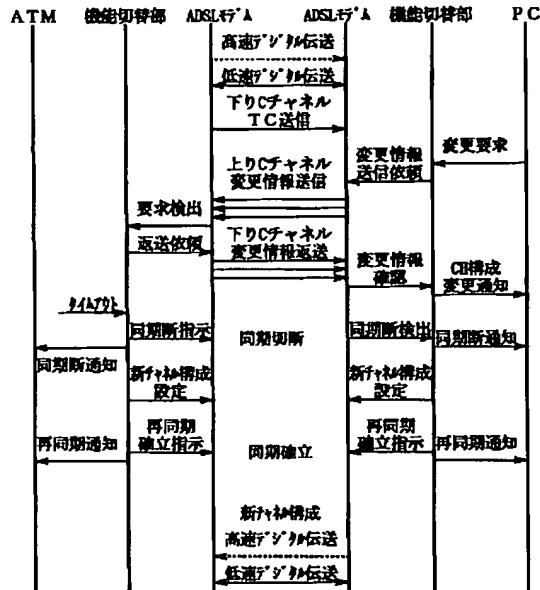 ATM 機能切替部 ADSLモデム ADSLモデム 機能切替部 PC
高速デジタル伝送
低速デジタル伝送
下りCチャネル
TC送信
変更要求
変更情報
送信依頼
上りCチャネル
変更情報送信
要求検出
返送依頼
下りCチャネル
変更情報返送
変更情報
確認
CH構成
変更通知
タイムアウト
同期断指示
同期切断
同期断検出
同期断通知
同期断通知
新チャネル構成
設定
新チャネル構成
設定
再同期
確立指示
再同期通知
同期確立
再同期
確立指示
再同期通知
新チャネル構成
高速デジタル伝送
低速デジタル伝送